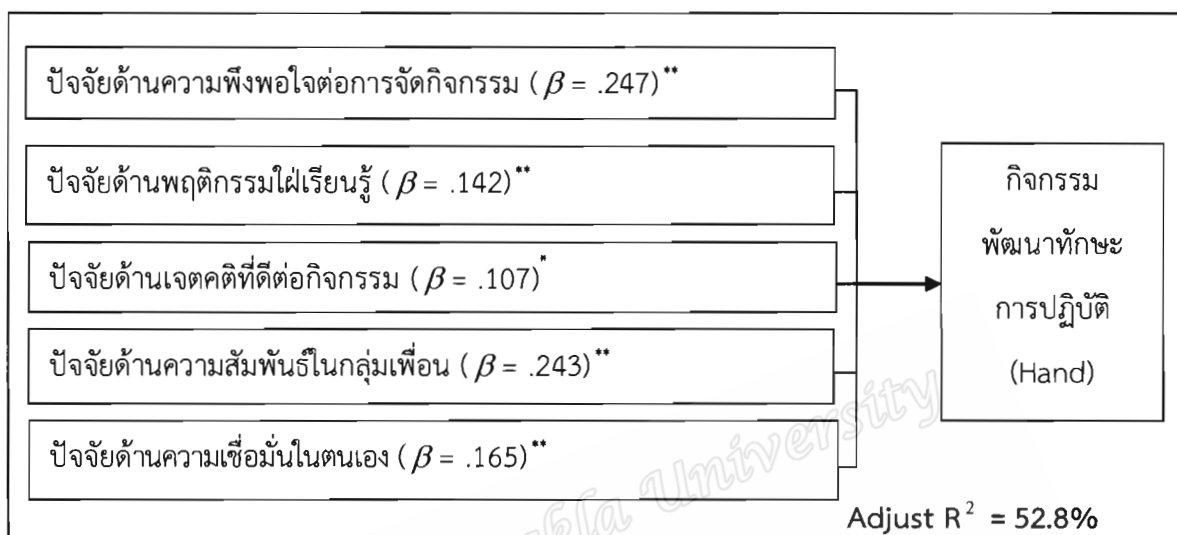 ปัจจัยด้านความพึงพอใจต่อการจัดกิจกรรม (β = .247)**
ปัจจัยด้านพฤติกรรมใฝ่เรียนรู้ (β = .142)**
ปัจจัยด้านเจตคติที่ดีต่อกิจกรรม (β = .107)*
ปัจจัยด้านความสัมพันธ์ในกลุ่มเพื่อน (β = .243)**
ปัจจัยด้านความเชื่อมั่นในตนเอง (β = .165)**
กิจกรรม
พัฒนาทักษะ
การปฏิบัติ
(Hand)
University
Adjust R² = 52.8%